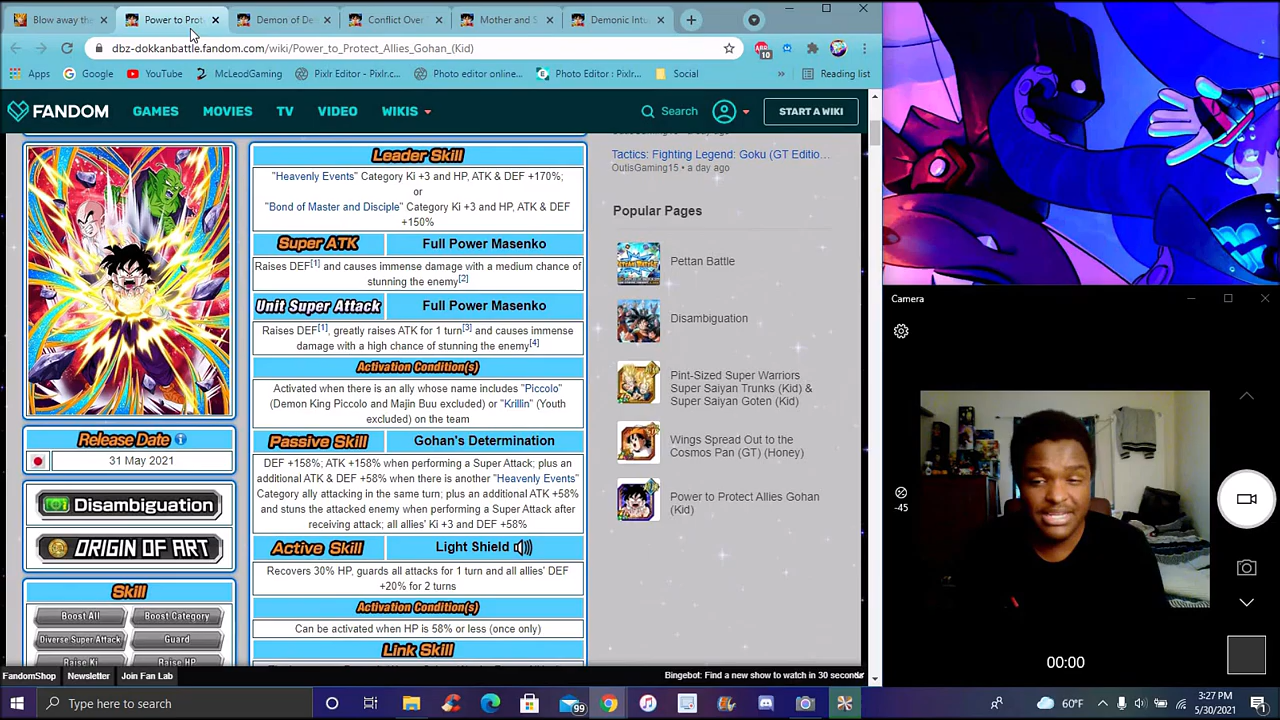 Blow away the
Power to Prot
Demon of De
Conflict Over
Mother and S
Demonic Intu
dbz-dokkanbattle.fandom.com/wiki/Power_to_Protect_Allies_Gohan_(Kid)
10
Apps
Google
YouTube
McLeodGaming
Pixlr Editor - Pixlr.c...
Photo editor online...
Photo Editor : Pixlr...
Social
»
Reading list
FANDOM
GAMES
MOVIES
TV
VIDEO
WIKIS
Search
START A WIKI
Leader Skill
"Heavenly Events" Category Ki +3 and HP, ATK & DEF +170%;
or
"Bond of Master and Disciple" Category Ki +3 and HP, ATK & DEF
+150%
Super ATK
Full Power Masenko
Raises DEF[1] and causes immense damage with a medium chance of
stunning the enemy[2]
Unit Super Attack
Full Power Masenko
Raises DEF[1], greatly raises ATK for 1 turn[3] and causes immense
damage with a high chance of stunning the enemy[4]
Activation Condition(s)
Activated when there is an ally whose name includes "Piccolo"
(Demon King Piccolo and Majin Buu excluded) or "Krillin" (Youth
excluded) on the team
Passive Skill
Gohan's Determination
DEF +158%; ATK +158% when performing a Super Attack; plus an
additional ATK & DEF +58% when there is another "Heavenly Events"
Category ally attacking in the same turn; plus an additional ATK +58%
and stuns the attacked enemy when performing a Super Attack after
receiving attack; all allies' Ki +3 and DEF +58%
Active Skill
Light Shield
Recovers 30% HP, guards all attacks for 1 turn and all allies' DEF
+20% for 2 turns
Activation Condition(s)
Can be activated when HP is 58% or less (once only)
Link Skill
Release Date
31 May 2021
Disambiguation
ORIGIN OF ART
Skill
Boost All
Boost Category
Diverse Super Attack
Guard
Raise Ki
Raise HP
Tactics: Fighting Legend: Goku (GT Editio...
OutisGaming15 • a day ago
Popular Pages
Pettan Battle
Disambiguation
Pint-Sized Super Warriors
Super Saiyan Trunks (Kid) &
Super Saiyan Goten (Kid)
Wings Spread Out to the
Cosmos Pan (GT) (Honey)
Power to Protect Allies Gohan
(Kid)
FandomShop
Newsletter
Join Fan Lab
Bingebot: Find a new show to watch in 30 seconds
Camera
-45
00:00
Type here to search
99
60°F
3:27 PM
5/30/2021